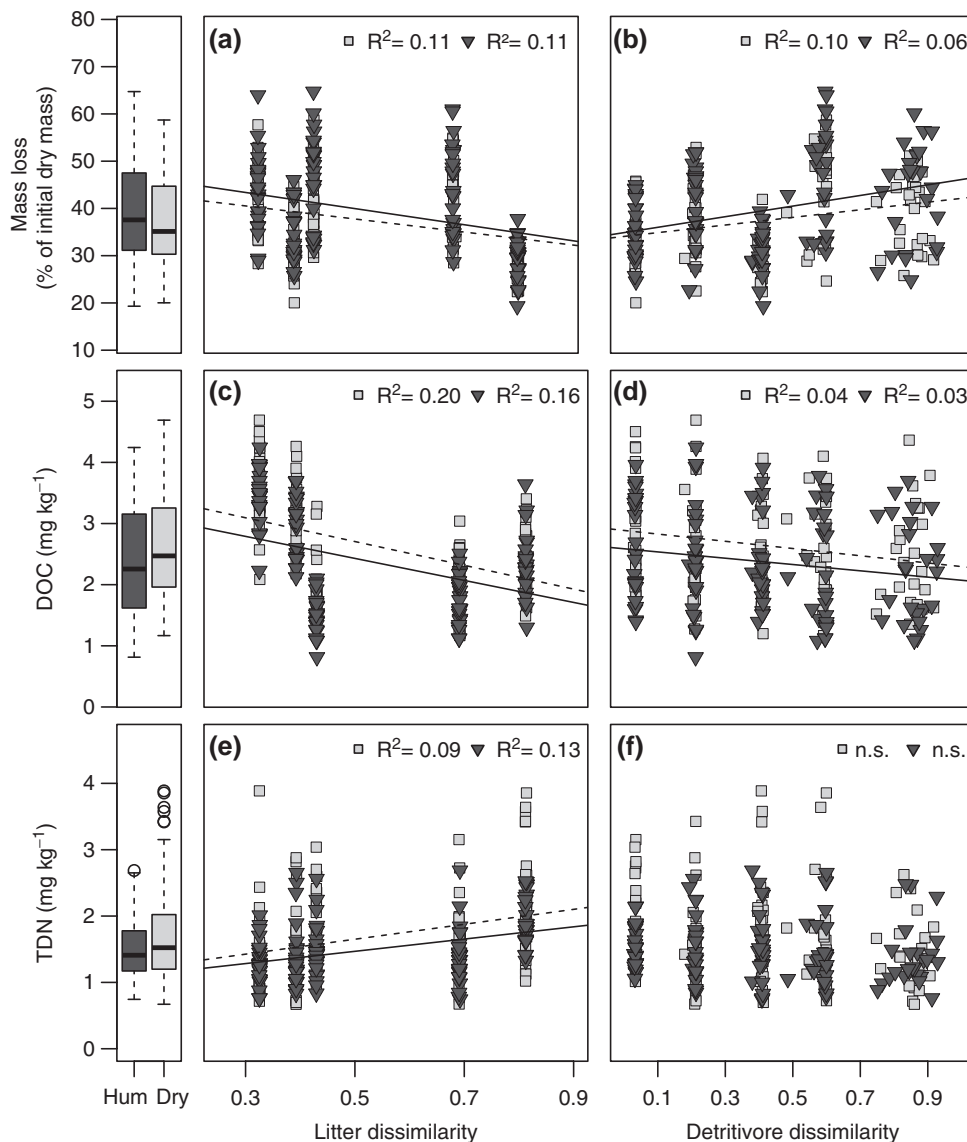 80
70
60
50
40
30
20
10
Mass loss
(% of initial dry mass)
(a) R²= 0.11 R²= 0.11
(b) R²= 0.10 R²= 0.06
5
4
3
2
1
0
DOC (mg kg⁻¹)
(c) R²= 0.20 R²= 0.16
(d) R²= 0.04 R²= 0.03
4
3
2
1
0
TDN (mg kg⁻¹)
(e) R²= 0.09 R²= 0.13
(f) n.s. n.s.
Hum Dry
0.3 0.5 0.7 0.9
0.1 0.3 0.5 0.7 0.9
Litter dissimilarity
Detritivore dissimilarity